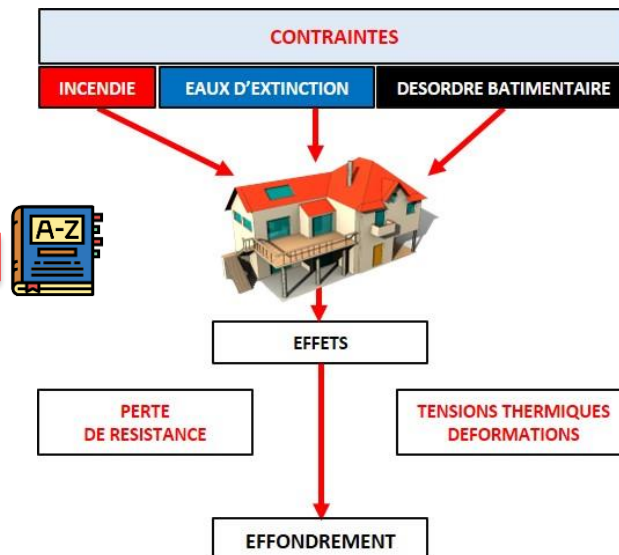 CONTRAINTES
INCENDIE
EAUX D'EXTINCTION
DESORDRE BATIMENTAIRE
A-Z
EFFETS
PERTE
DE RESISTANCE
TENSIONS THERMIQUES
DEFORMATIONS
EFFONDREMENT